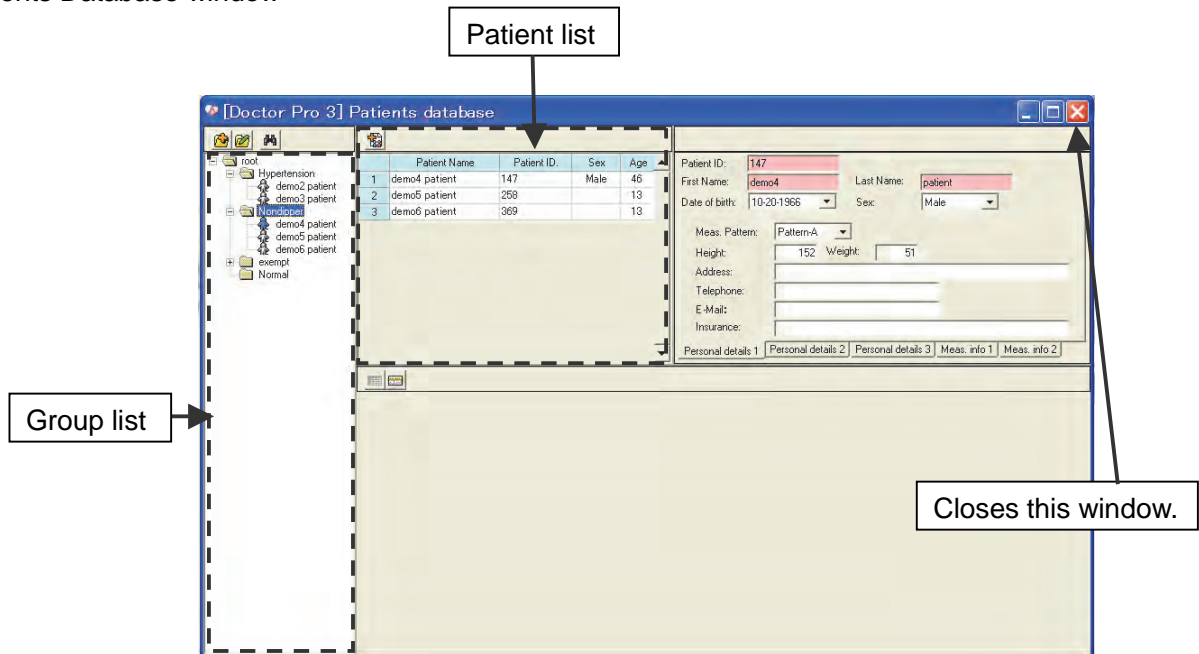 ents Database window
Patient list
[Doctor Pro 3] Patients database
root
Hypertension
demo2 patient
demo3 patient
Nondipper
demo4 patient
demo5 patient
demo6 patient
exempt
Normal
Patient Name Patient ID. Sex Age
1 demo4 patient 147 Male 46
2 demo5 patient 258 13
3 demo6 patient 369 13
Patient ID: 147
First Name: demo4 Last Name: patient
Date of birth: 10-20-1966 Sex: Male
Meas. Pattern: Pattern-A
Height: 152 Weight: 51
Address:
Telephone:
E-Mail:
Insurance:
Personal details 1 Personal details 2 Personal details 3 Meas. info 1 Meas. info 2
Group list
Closes this window.